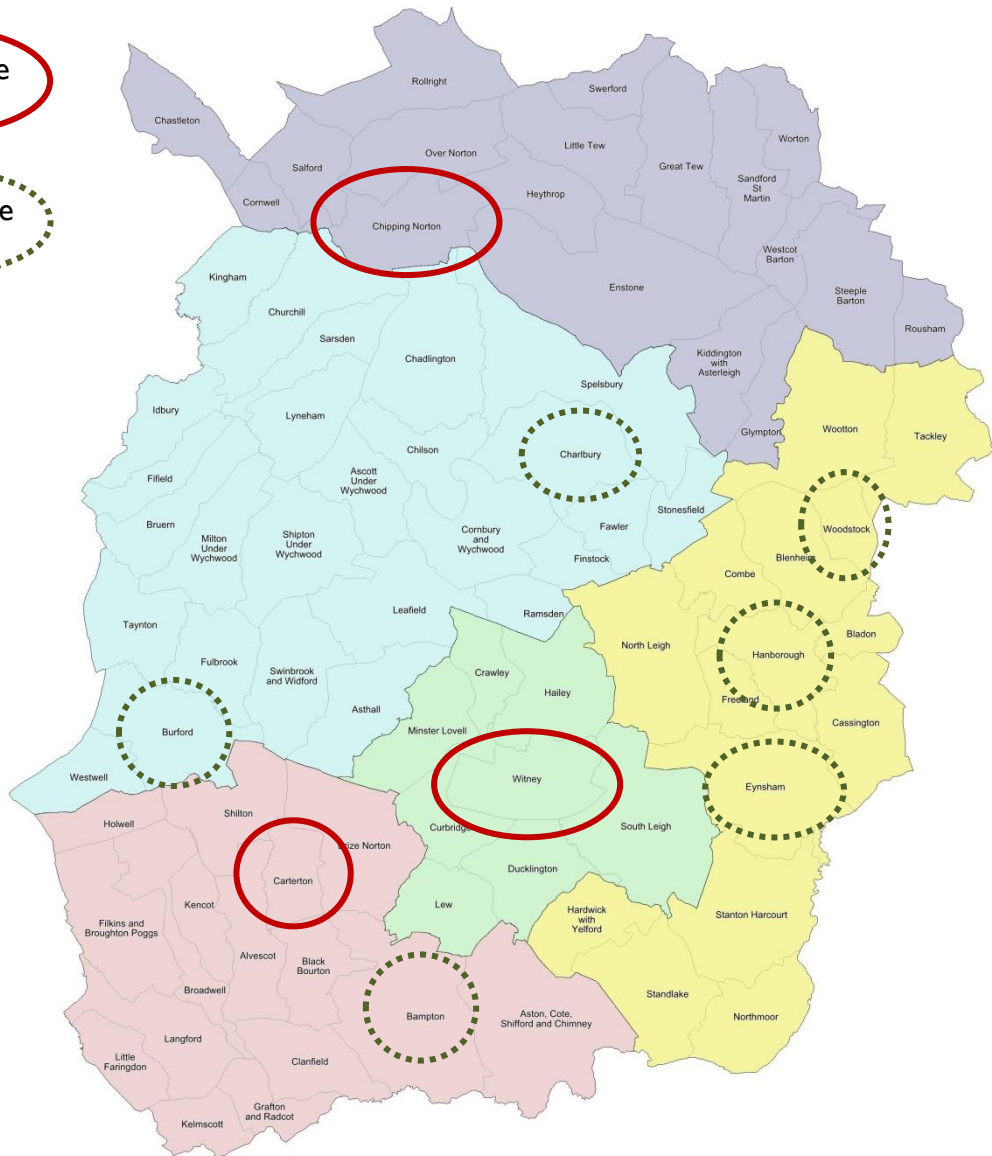 e
e
Rollright
Swerford
Chastleton
Worton
Little Tew
Over Norton
Great Tew
Salford
Sandford
St
Martin
Heythrop
Cornwell
Chipping Norton
Westcot
Barton
Kingham
Enstone
Steeple
Barton
Churchill
Rousham
Sarsden
Chadlington
Kiddington
with
Asterleigh
Spelsbury
Idbury
Lyneham
Glympton
Wootton
Tackley
Chilson
Charlbury
Fifield
Ascott
Under
Wychwood
Stonesfield
Bruern
Milton
Under
Wychwood
Shipton
Under
Wychwood
Cornbury
and
Wychwood
Fawler
Woodstock
Finstock
Blenheim
Combe
Leafield
Ramsden
Taynton
Bladon
North Leigh
Hanborough
Fulbrook
Swinbrook
and Widford
Crawley
Hailey
Freeland
Asthall
Cassington
Burford
Minster Lovell
Westwell
Witney
Eynsham
Shilton
Holwell
Curbridge
South Leigh
Brize Norton
Ducklington
Carterton
Kencot
Lew
Hardwick
with
Yelford
Stanton Harcourt
Filkins and
Broughton Poggs
Alvescot
Black
Bourton
Broadwell
Standlake
Bampton
Aston, Cote,
Shifford and Chimney
Northmoor
Langford
Little
Faringdon
Clanfield
Grafton
and Radcot
Kelmscott